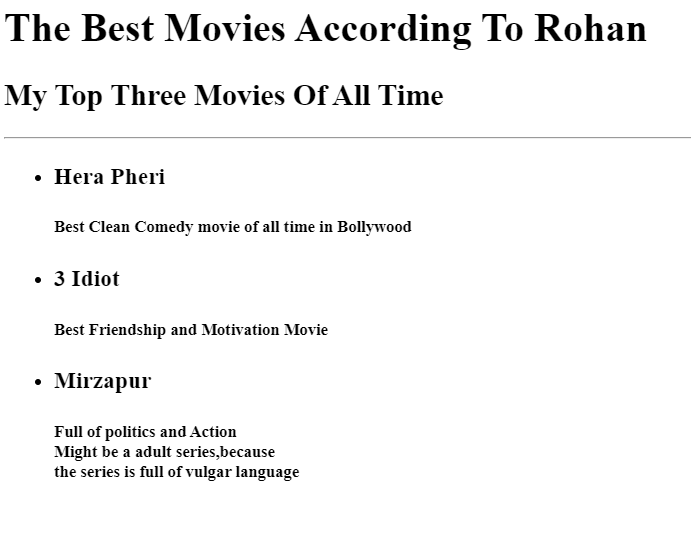 The Best Movies According To Rohan
My Top Three Movies Of All Time
Hera Pheri
Best Clean Comedy movie of all time in Bollywood
3 Idiot
Best Friendship and Motivation Movie
Mirzapur
Full of politics and Action
Might be a adult series,because
the series is full of vulgar language